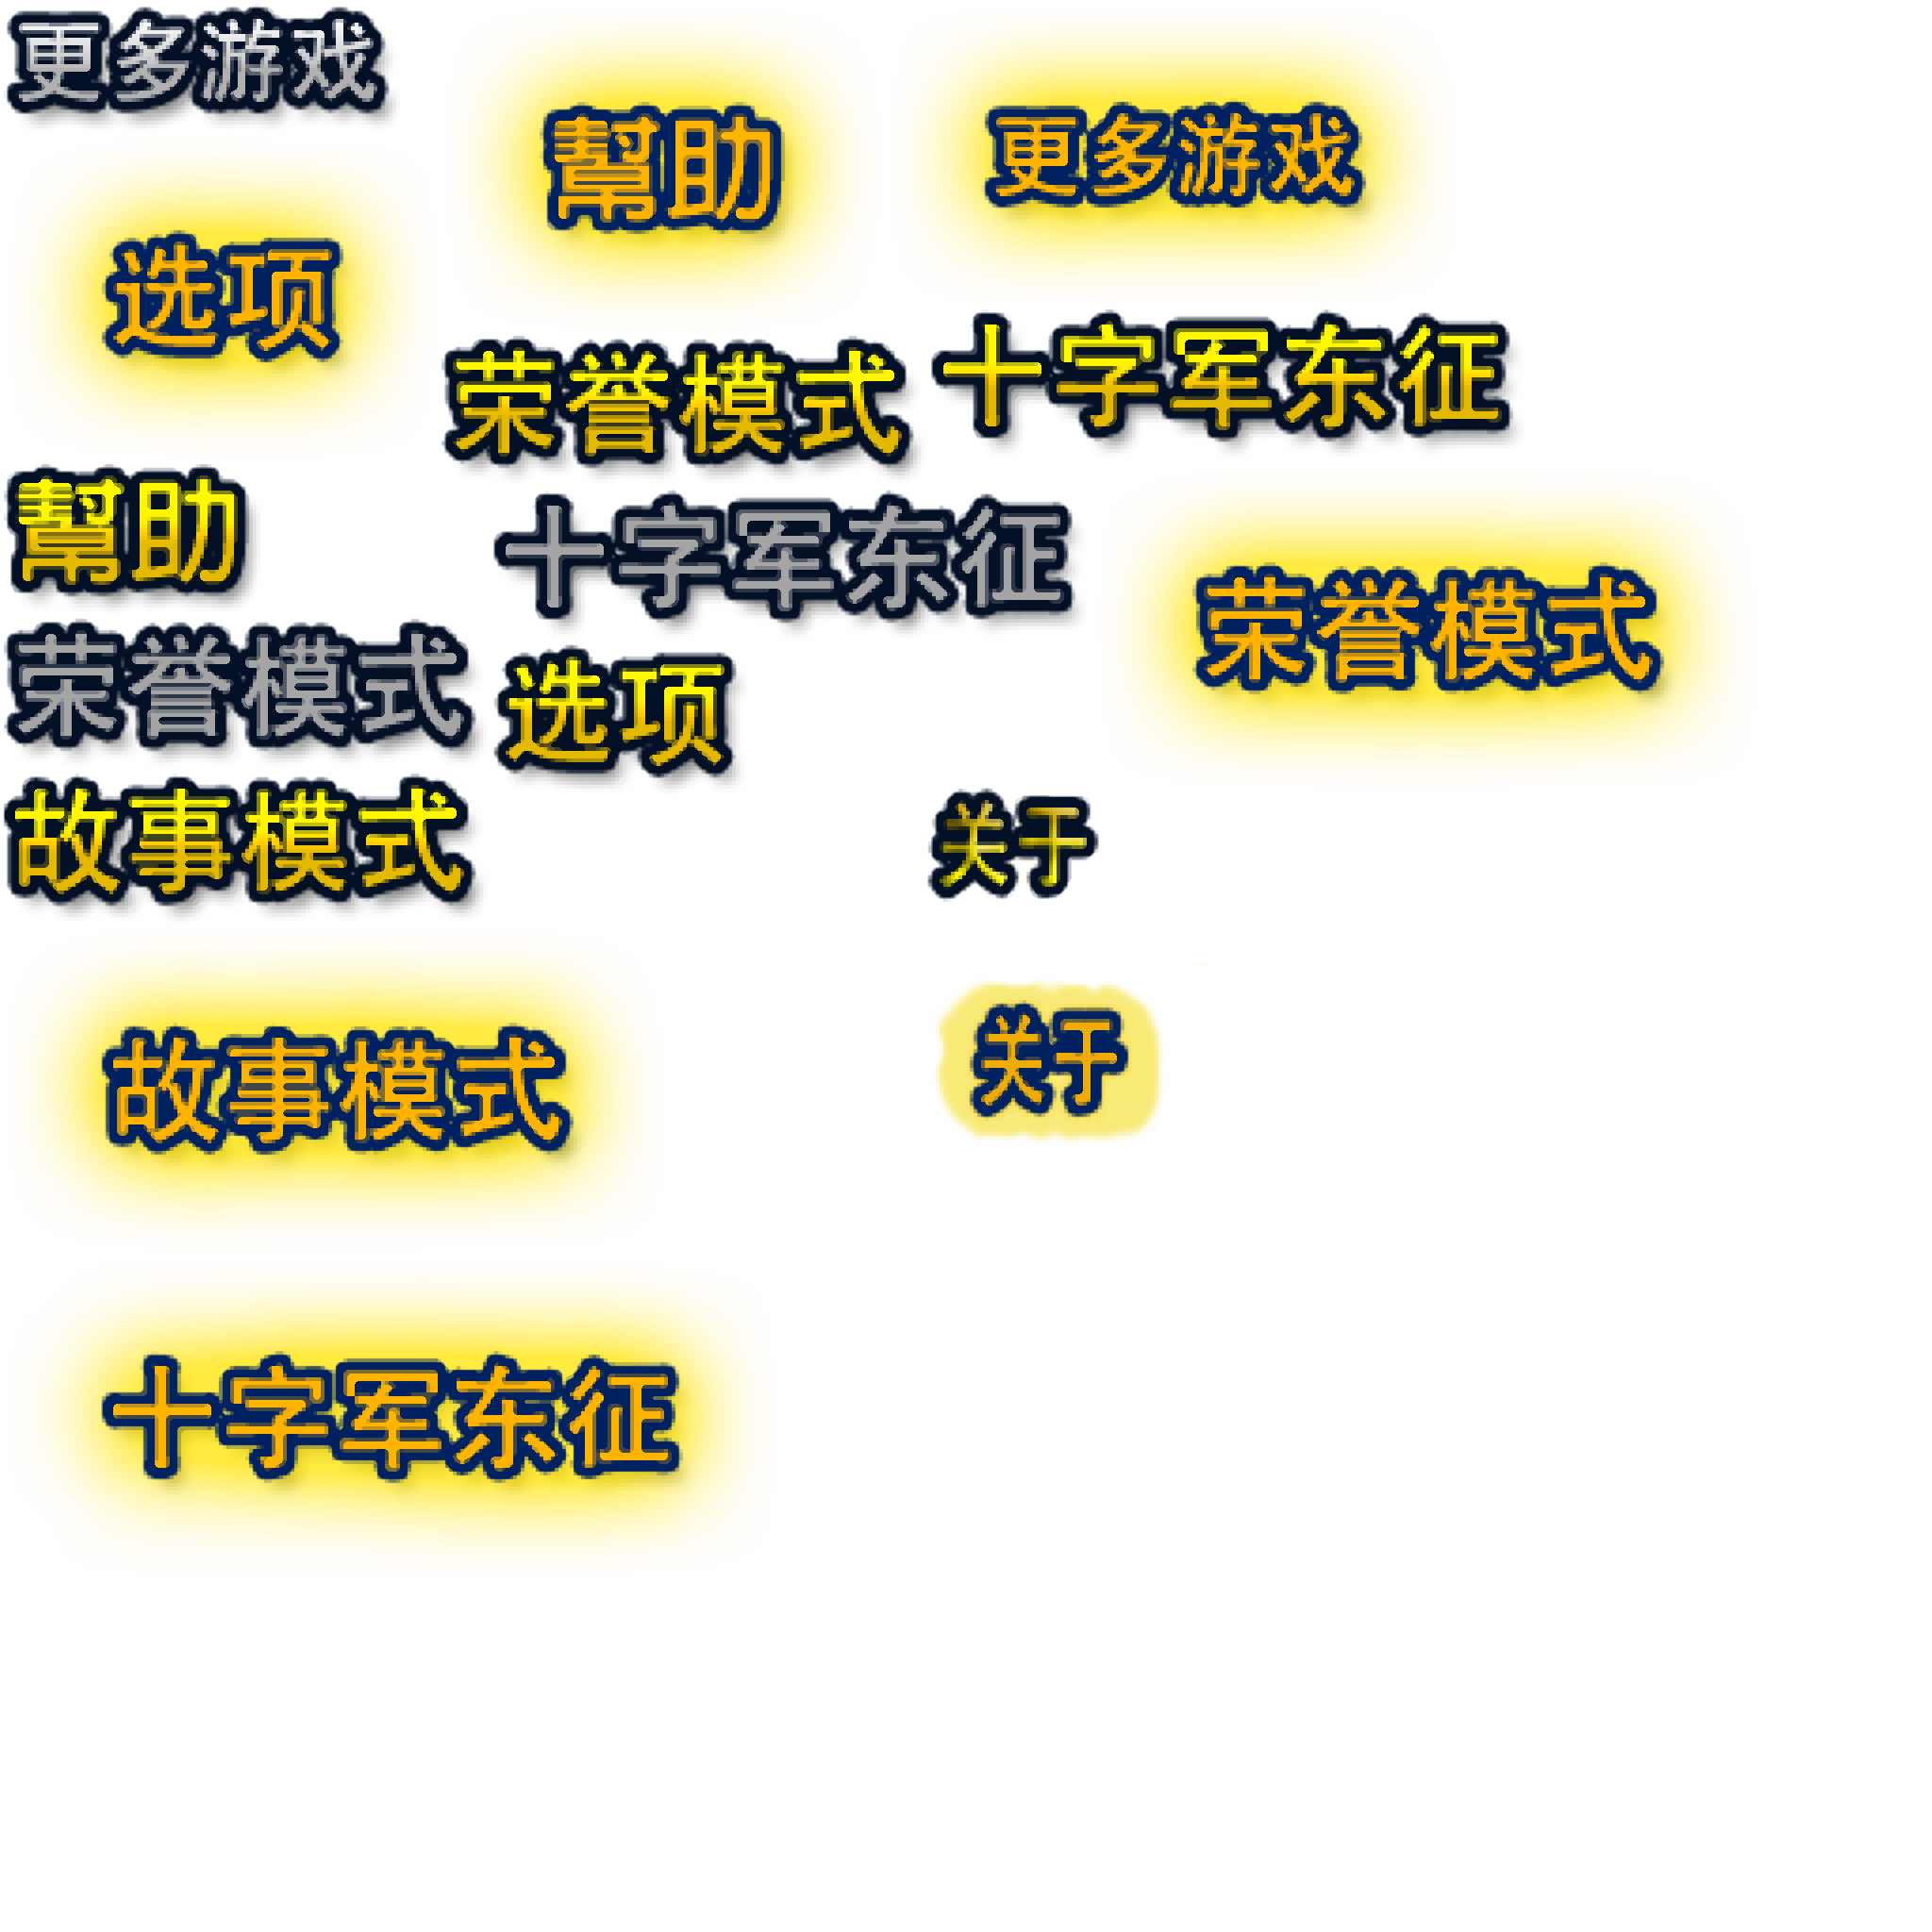 更多游戏
幫助
更多游戏
选项
荣誉模式
十字军东征
幫助
十字军东征
荣誉模式
荣誉模式
选项
故事模式
关于
故事模式
关于
十字军东征